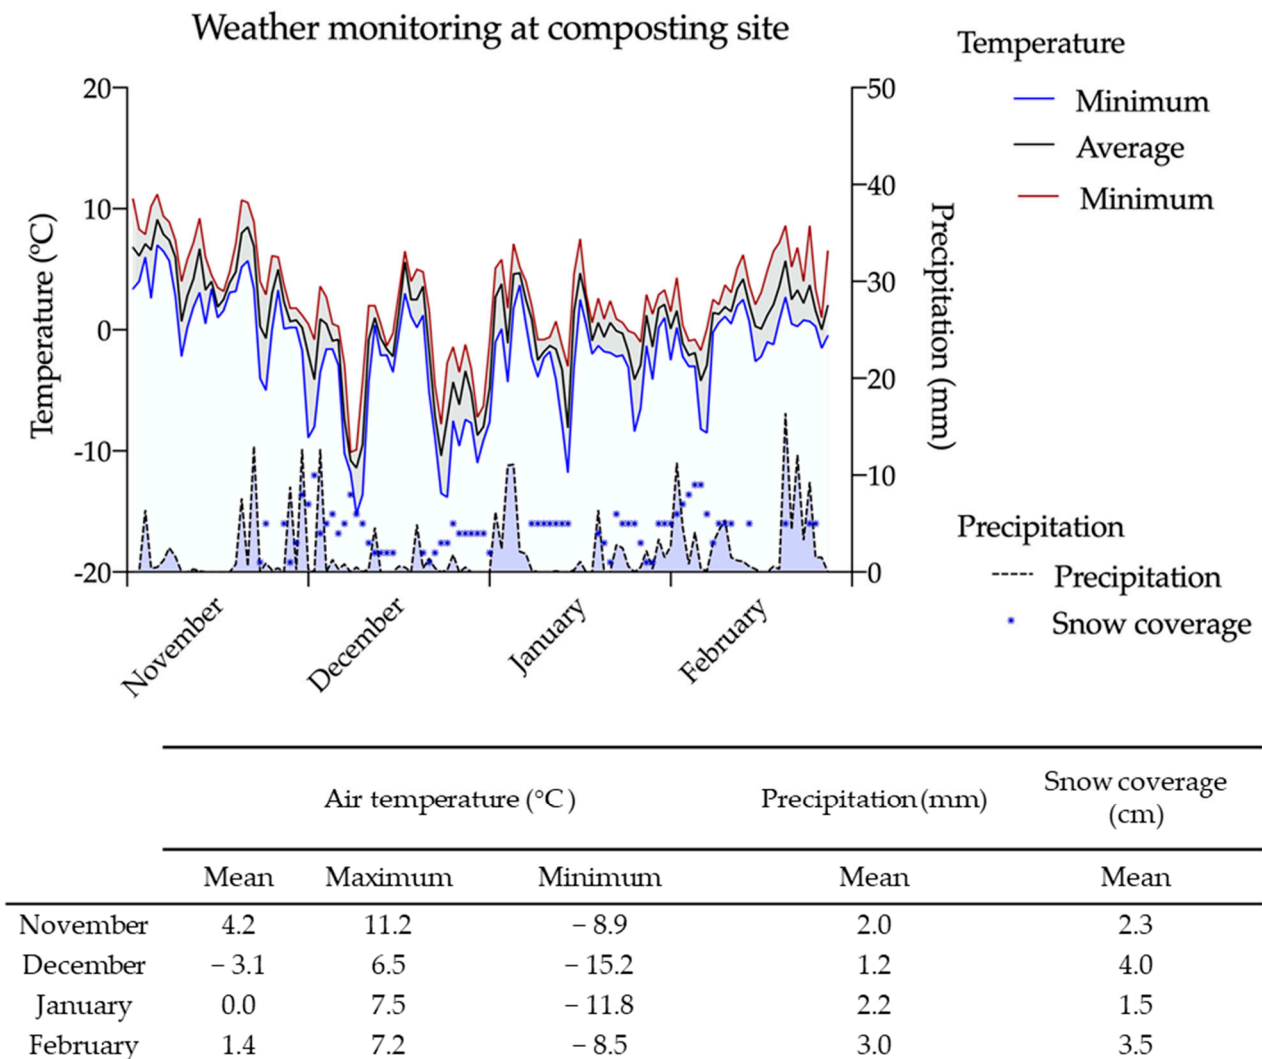 Weather monitoring at composting site
Temperature
Minimum
Average
Minimum
Precipitation
Precipitation
Snow coverage
Temperature (°C)
20
10
0
-10
-20
Precipitation (mm)
50
40
30
20
10
0
November
December
January
February
Air temperature (°C) Precipitation (mm) Snow coverage
(cm)
Mean Maximum Minimum Mean Mean
November 4.2 11.2 − 8.9 2.0 2.3
December − 3.1 6.5 − 15.2 1.2 4.0
January 0.0 7.5 − 11.8 2.2 1.5
February 1.4 7.2 − 8.5 3.0 3.5